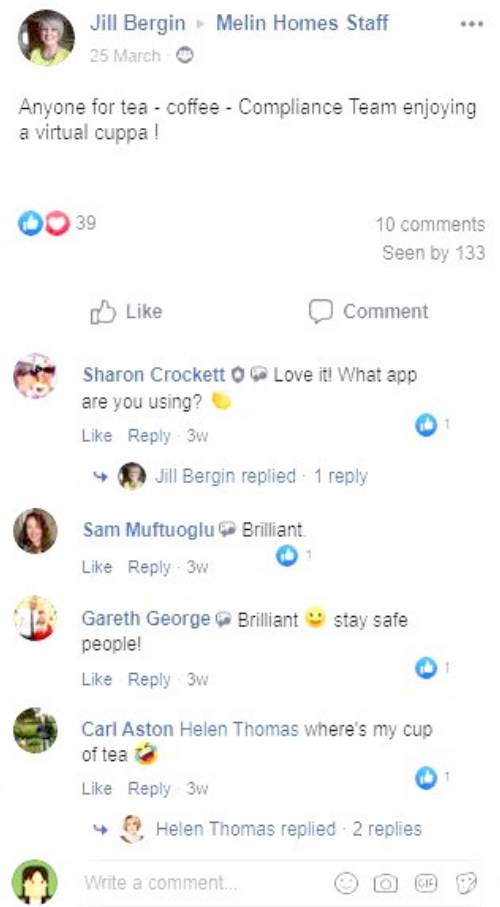 Jill Bergin ▸ Melin Homes Staff
25 March
Anyone for tea - coffee - Compliance Team enjoying
a virtual cuppa !
39
10 comments
Seen by 133
Like
Comment
Sharon Crockett Love it! What app
are you using?
1
Like Reply · 3w
Jill Bergin replied · 1 reply
Sam Muftuoglu Brilliant.
1
Like Reply · 3w
Gareth George Brilliant 🙂 stay safe
people!
1
Like Reply · 3w
Carl Aston Helen Thomas where's my cup
of tea 🤣
1
Like Reply · 3w
Helen Thomas replied · 2 replies
Write a comment...
GIF